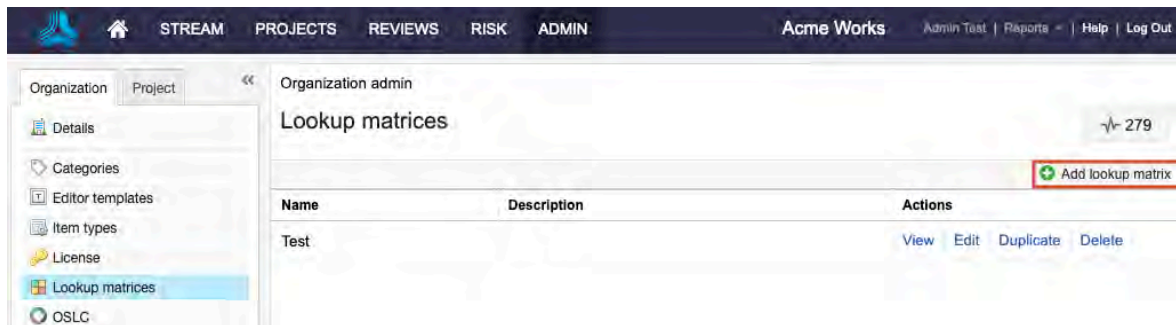 STREAM PROJECTS REVIEWS RISK ADMIN Acme Works Admin Test | Reports | Help | Log Out
Organization Project «
Details
Categories
T Editor templates
Item types
License
Lookup matrices
OSLC
Organization admin
Lookup matrices
279
Add lookup matrix
Name Description Actions
Test View Edit Duplicate Delete